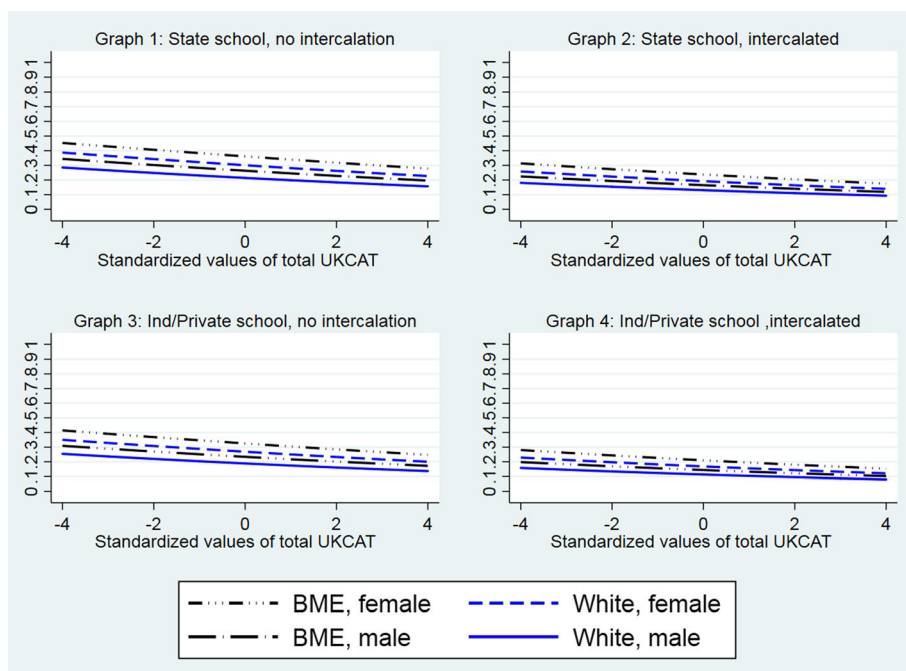 Graph 1: State school, no intercalation
0.1.2.3.4.5.6.7.8.91
-4 -2 0 2 4
Standardized values of total UKCAT
Graph 2: State school, intercalated
0.1.2.3.4.5.6.7.8.91
-4 -2 0 2 4
Standardized values of total UKCAT
Graph 3: Ind/Private school, no intercalation
0.1.2.3.4.5.6.7.8.91
-4 -2 0 2 4
Standardized values of total UKCAT
Graph 4: Ind/Private school ,intercalated
0.1.2.3.4.5.6.7.8.91
-4 -2 0 2 4
Standardized values of total UKCAT
BME, female White, female
BME, male White, male